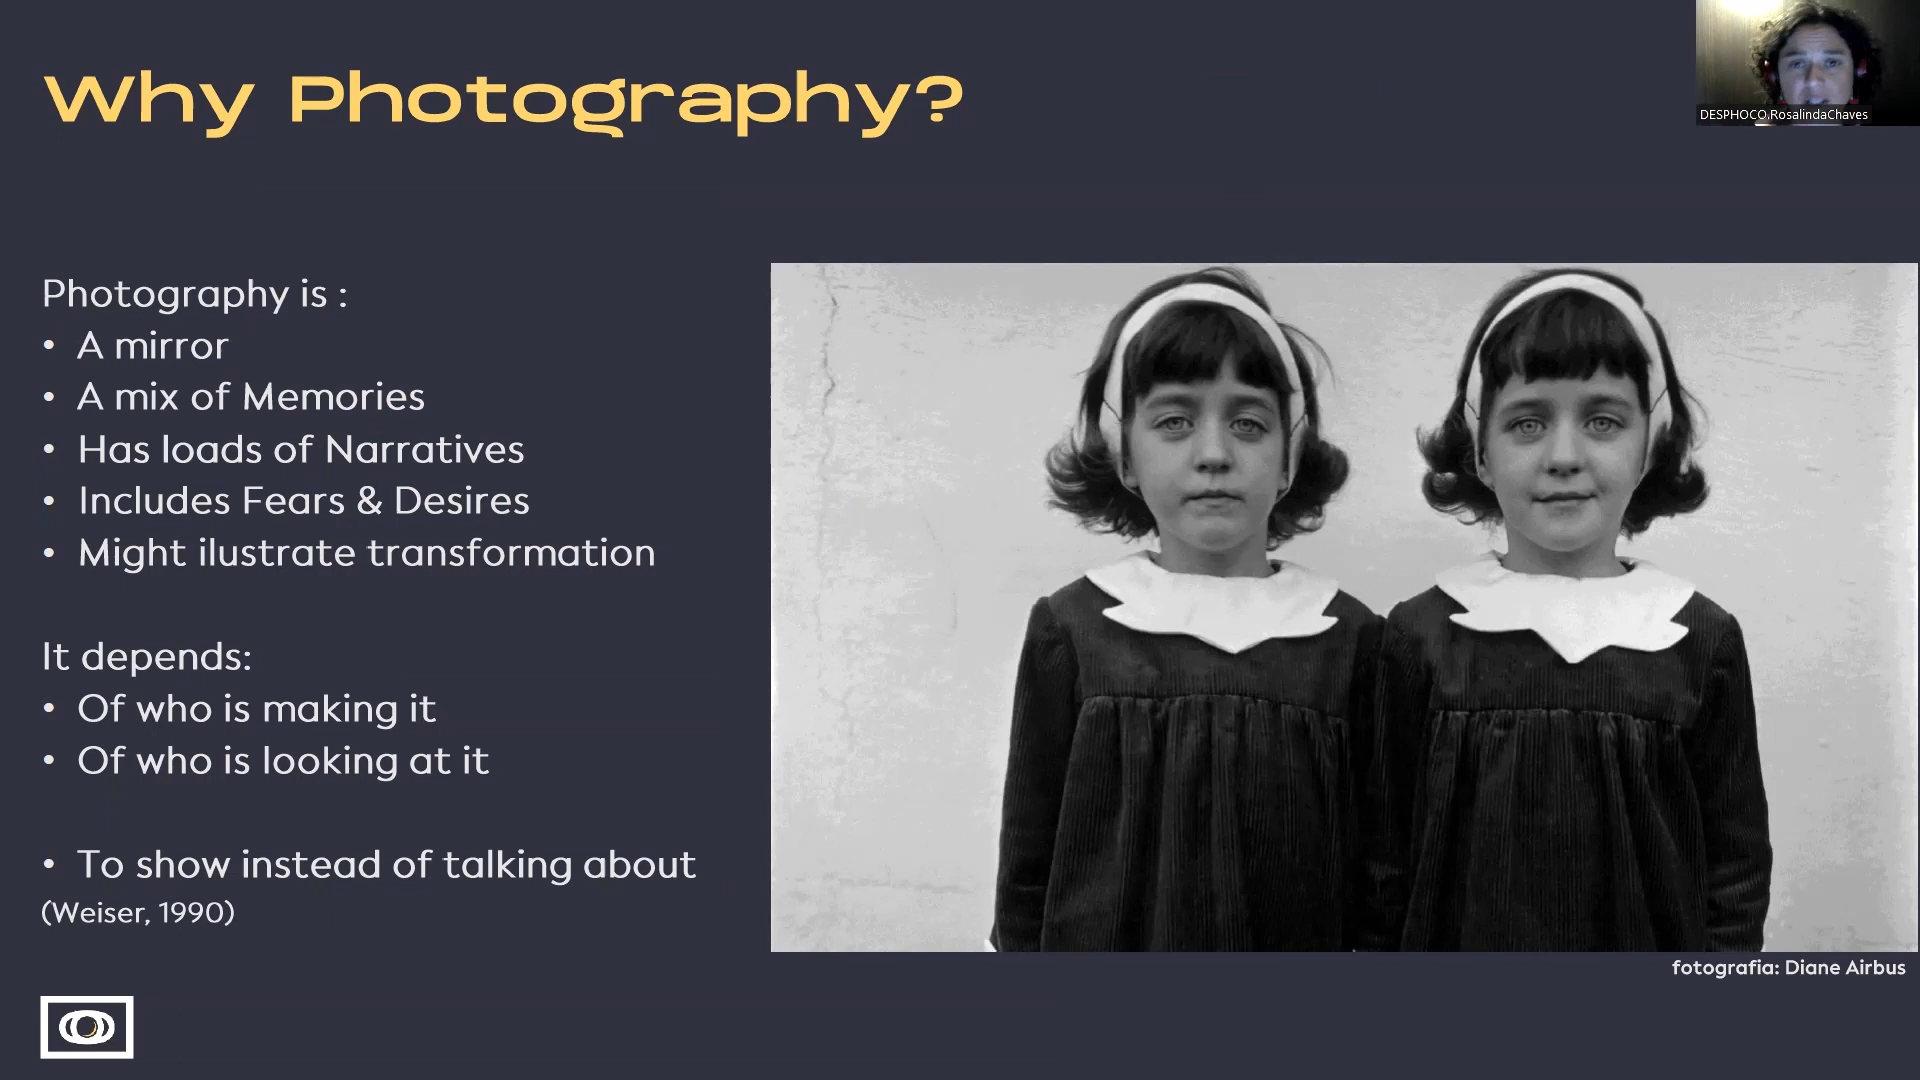 Why Photography?
DESPHOCO.RosalindaChaves
Photography is :
• A mirror
• A mix of Memories
• Has loads of Narratives
• Includes Fears & Desires
• Might ilustrate transformation
It depends:
• Of who is making it
• Of who is looking at it
• To show instead of talking about
(Weiser, 1990)
fotografia: Diane Airbus